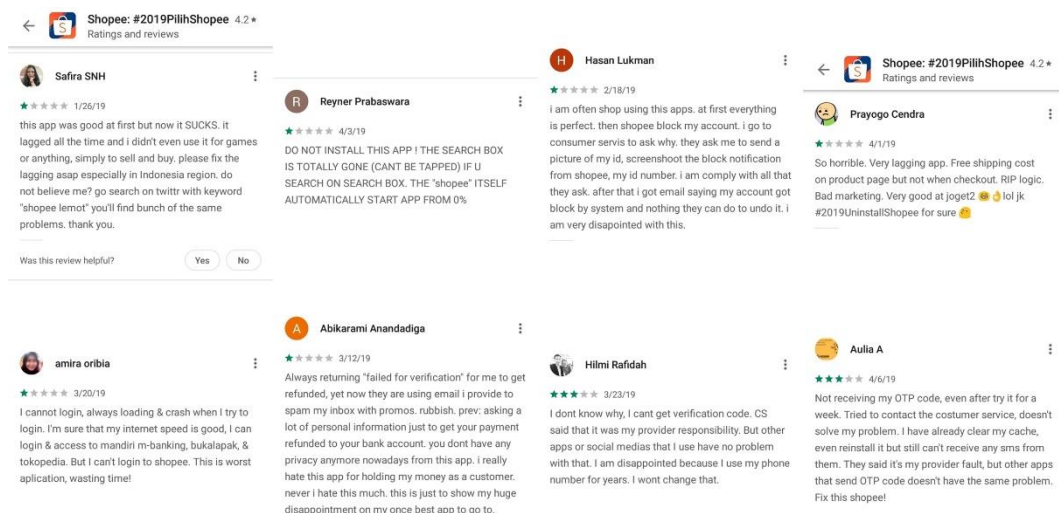 Shopee: #2019PilihShopee 4.2★
Ratings and reviews
Safira SNH
1/26/19
this app was good at first but now it SUCKS. it
lagged all the time and i didn't even use it for games
or anything, simply to sell and buy. please fix the
lagging asap especially in Indonesia region. do
not believe me? go search on twittr with keyword
"shopee lemot" you'll find bunch of the same
problems. thank you.
Was this review helpful?
Yes
No
R
Reyner Prabaswara
4/3/19
DO NOT INSTALL THIS APP ! THE SEARCH BOX
IS TOTALLY GONE (CANT BE TAPPED) IF U
SEARCH ON SEARCH BOX. THE "shopee" ITSELF
AUTOMATICALLY START APP FROM 0%
H
Hasan Lukman
2/18/19
i am often shop using this apps. at first everything
is perfect. then shopee block my account. i go to
consumer servis to ask why. they ask me to send a
picture of my id, screenshoot the block notification
from shopee, my id number. i am comply with all that
they ask. after that i got email saying my account got
block by system and nothing they can do to undo it. i
am very disapointed with this.
Shopee: #2019PilihShopee 4.2★
Ratings and reviews
Prayogo Cendra
4/1/19
So horrible. Very lagging app. Free shipping cost
on product page but not when checkout. RIP logic.
Bad marketing. Very good at joget2 lol jk
#2019UninstallShopee for sure
amira oribia
3/20/19
I cannot login, always loading & crash when I try to
login. I'm sure that my internet speed is good, I can
login & access to mandiri m-banking, bukalapak, &
tokopedia. But I can't login to shopee. This is worst
aplication, wasting time!
A
Abikarami Anandadiga
3/12/19
Always returning "failed for verification" for me to get
refunded, yet now they are using email i provide to
spam my inbox with promos. rubbish. prev: asking a
lot of personal information just to get your payment
refunded to your bank account. you dont have any
privacy anymore nowadays from this app. i really
hate this app for holding my money as a customer.
never i hate this much. this is just to show my huge
disappointment on my once best app to go to.
Hilmi Rafidah
3/23/19
I dont know why, I cant get verification code. CS
said that it was my provider responsibility. But other
apps or social medias that I use have no problem
with that. I am disappointed because I use my phone
number for years. I wont change that.
Aulia A
4/6/19
Not receiving my OTP code, even after try it for a
week. Tried to contact the costumer service, doesn't
solve my problem. I have already clear my cache,
even reinstall it but still can't receive any sms from
them. They said it's my provider fault, but other apps
that send OTP code doesn't have the same problem.
Fix this shopee!